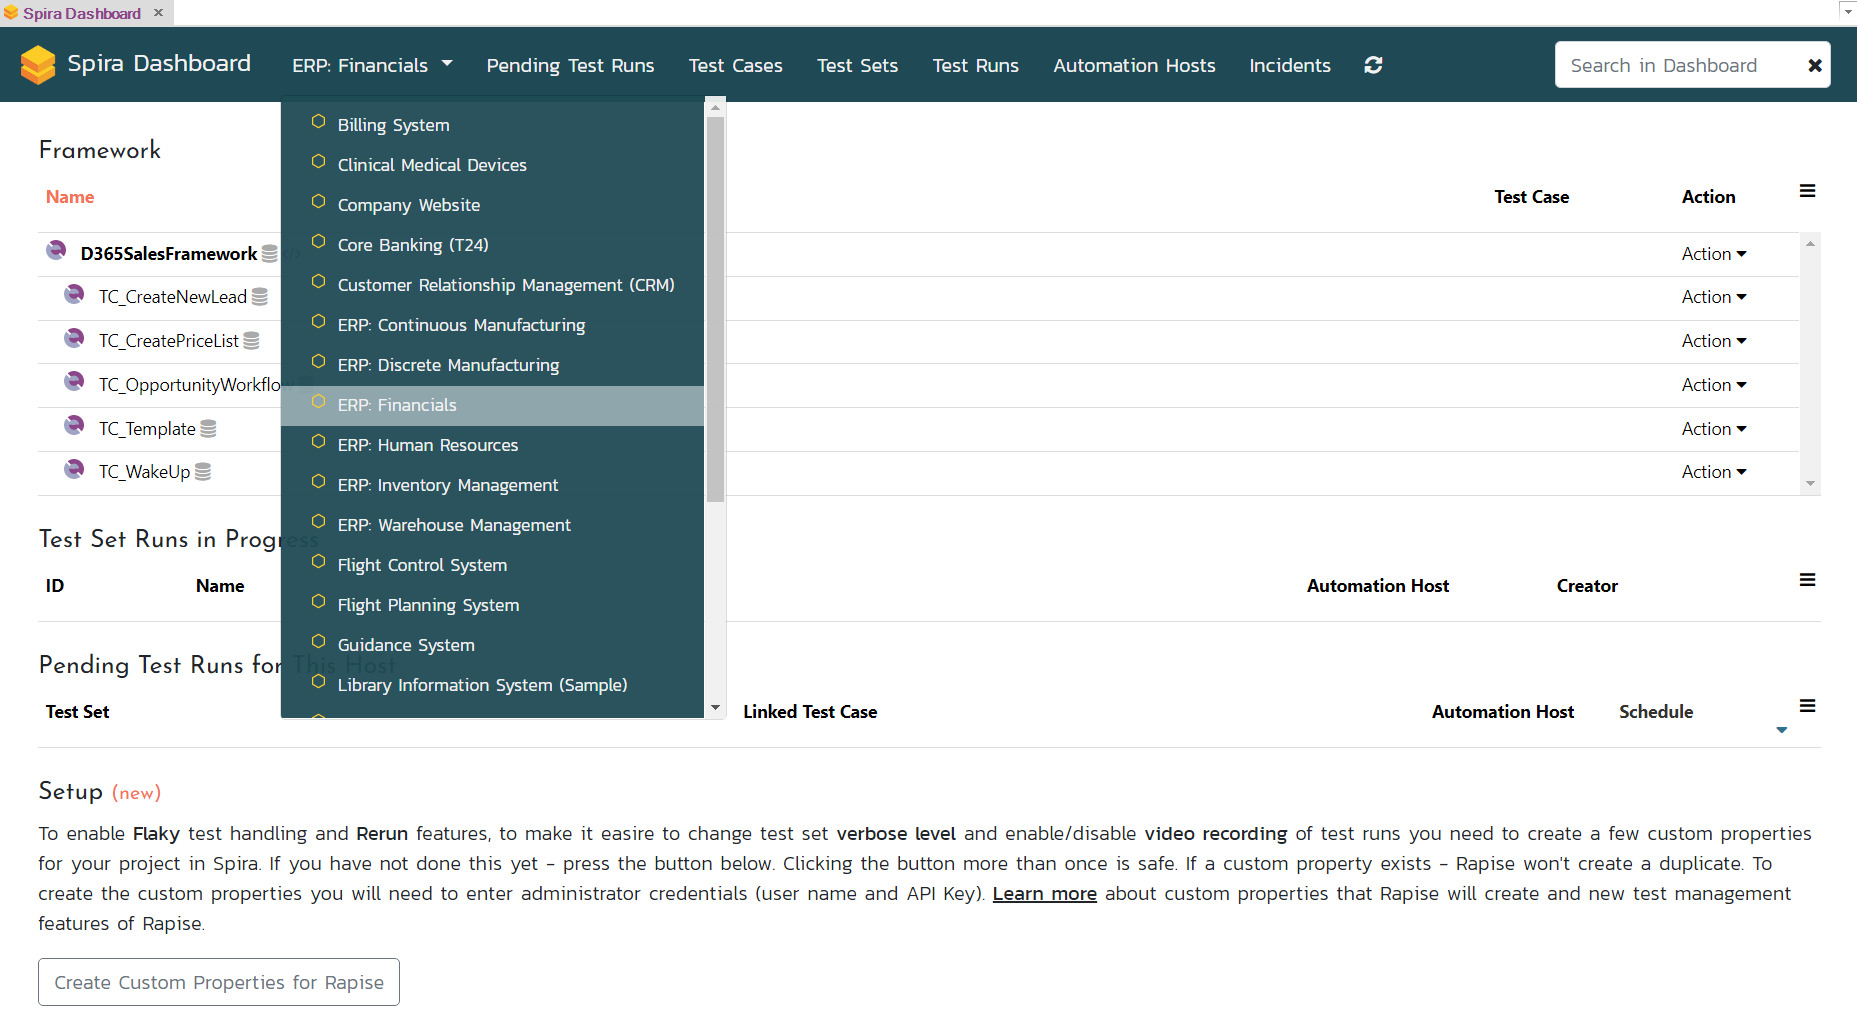 Spira Dashboard
Spira Dashboard ERP: Financials Pending Test Runs Test Cases Test Sets Test Runs Automation Hosts Incidents Search in Dashboard
Billing System
Clinical Medical Devices
Company Website
Core Banking (T24)
Customer Relationship Management (CRM)
ERP: Continuous Manufacturing
ERP: Discrete Manufacturing
ERP: Financials
ERP: Human Resources
ERP: Inventory Management
ERP: Warehouse Management
Flight Control System
Flight Planning System
Guidance System
Library Information System (Sample)
Framework
Name Test Case Action
D365SalesFramework Action
TC_CreateNewLead Action
TC_CreatePriceList Action
TC_OpportunityWorkflow Action
TC_Template Action
TC_WakeUp Action
Test Set Runs in Progress
ID Name Automation Host Creator
Pending Test Runs for This Host
Test Set Linked Test Case Automation Host Schedule
Setup (new)
To enable Flaky test handling and Rerun features, to make it easire to change test set verbose level and enable/disable video recording of test runs you need to create a few custom properties
for your project in Spira. If you have not done this yet - press the button below. Clicking the button more than once is safe. If a custom property exists - Rapise won't create a duplicate. To
create the custom properties you will need to enter administrator credentials (user name and API Key). Learn more about custom properties that Rapise will create and new test management
features of Rapise.
Create Custom Properties for Rapise